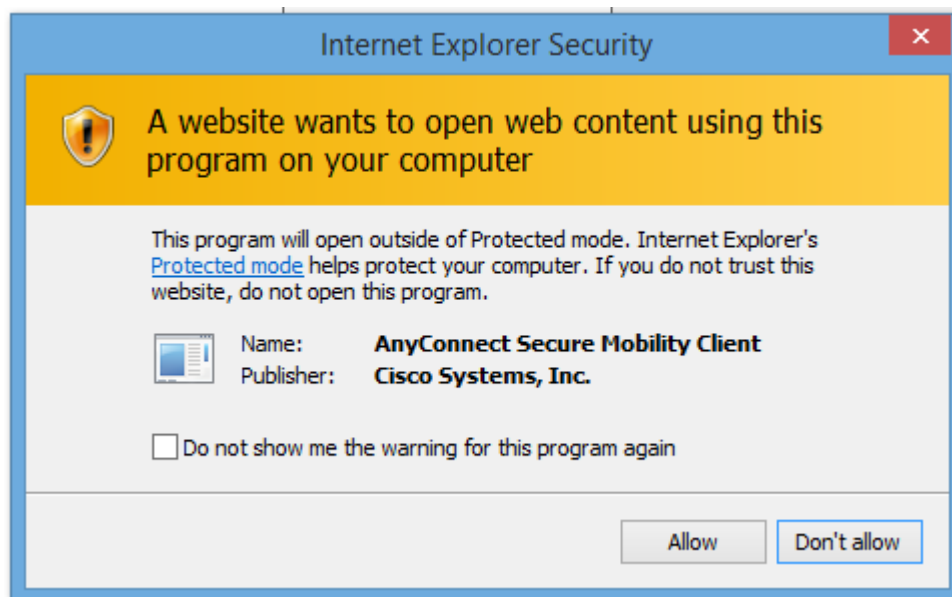 Internet Explorer Security
A website wants to open web content using this
program on your computer
This program will open outside of Protected mode. Internet Explorer's
Protected mode helps protect your computer. If you do not trust this
website, do not open this program.
Name: AnyConnect Secure Mobility Client
Publisher: Cisco Systems, Inc.
Do not show me the warning for this program again
Allow Don't allow